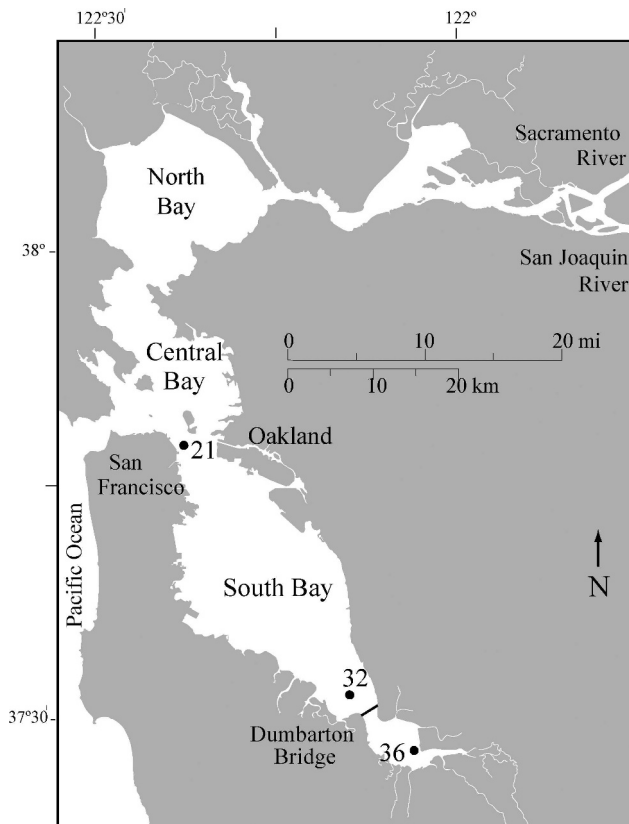 122°30'
122°
Sacramento
River
North
Bay
38°
San Joaquin
River
0 10 20 mi
Central
Bay
0 10 20 km
Oakland
21
San
Francisco
Pacific Ocean
South Bay
N
32
37°30'
Dumbarton
Bridge
36